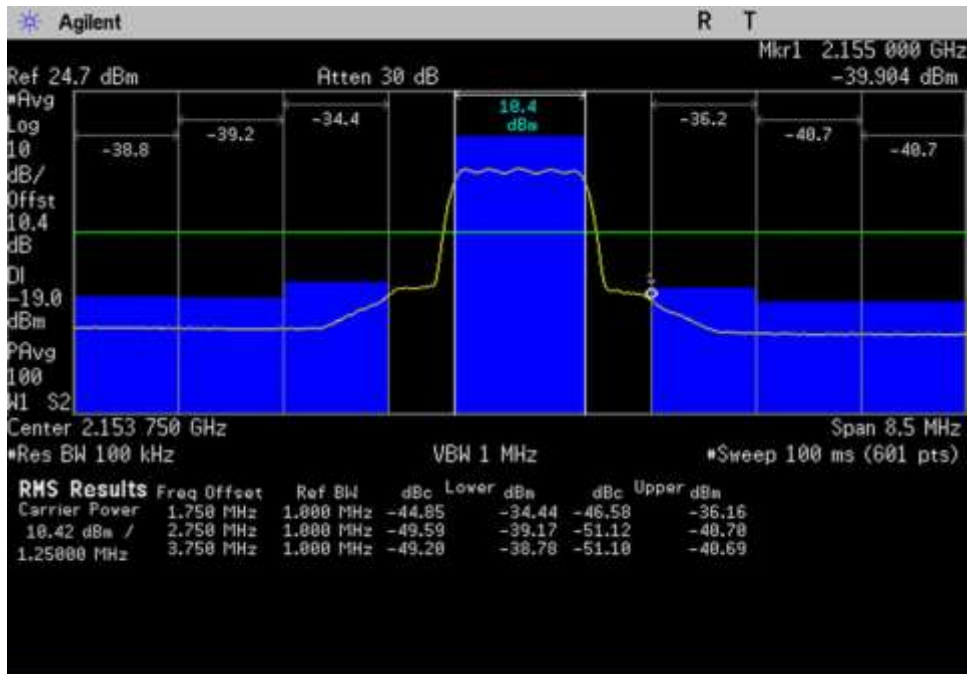 Agilent R T
Mkr1 2.155 000 GHz
Ref 24.7 dBm Atten 30 dB -39.904 dBm
#Avg
Log
10
dB/
Offst
10.4
dB
DI
-19.0
dBm
PAvg
100
W1 S2
-38.8 -39.2 -34.4 10.4 dBm -36.2 -40.7 -40.7
Center 2.153 750 GHz Span 8.5 MHz
#Res BW 100 kHz VBW 1 MHz #Sweep 100 ms (601 pts)
RMS Results Freq Offset Ref BW dBc Lower dBm dBc Upper dBm
Carrier Power 1.750 MHz 1.000 MHz -44.85 -34.44 -46.58 -36.16
10.42 dBm / 2.750 MHz 1.000 MHz -49.59 -39.17 -51.12 -40.70
1.25000 MHz 3.750 MHz 1.000 MHz -49.20 -38.78 -51.10 -40.69